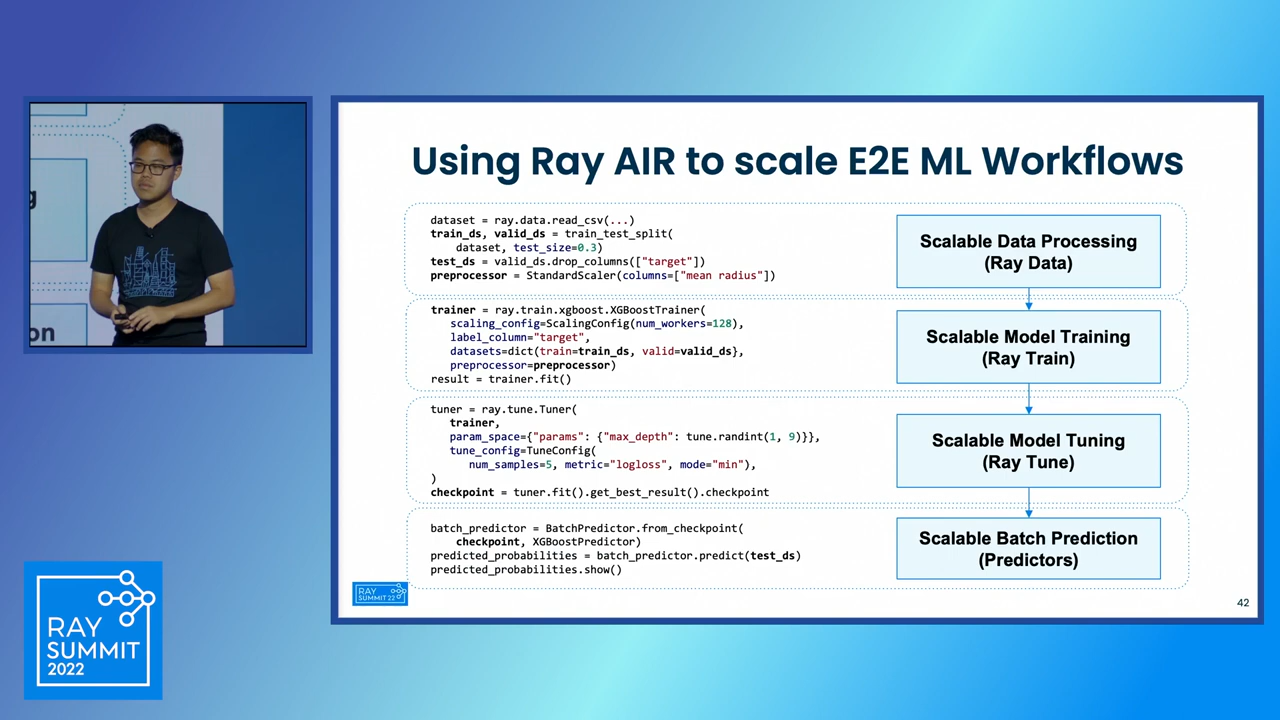 Using Ray AIR to scale E2E ML Workflows
dataset = ray.data.read_csv(...)
train_ds, valid_ds = train_test_split(
dataset, test_size=0.3)
test_ds = valid_ds.drop_columns(["target"])
preprocessor = StandardScaler(columns=["mean radius"])
Scalable Data Processing
(Ray Data)
trainer = ray.train.xgboost.XGBoostTrainer(
scaling_config=ScalingConfig(num_workers=128),
label_column="target",
datasets=dict(train=train_ds, valid=valid_ds},
preprocessor=preprocessor)
result = trainer.fit()
Scalable Model Training
(Ray Train)
tuner = ray.tune.Tuner(
trainer,
param_space={"params": {"max_depth": tune.randint(1, 9)}},
tune_config=TuneConfig(
num_samples=5, metric="logloss", mode="min"),
)
checkpoint = tuner.fit().get_best_result().checkpoint
Scalable Model Tuning
(Ray Tune)
batch_predictor = BatchPredictor.from_checkpoint(
checkpoint, XGBoostPredictor)
predicted_probabilities = batch_predictor.predict(test_ds)
predicted_probabilities.show()
Scalable Batch Prediction
(Predictors)
RAY
SUMMIT 22
42
g
on
RAY
SUMMIT
2022